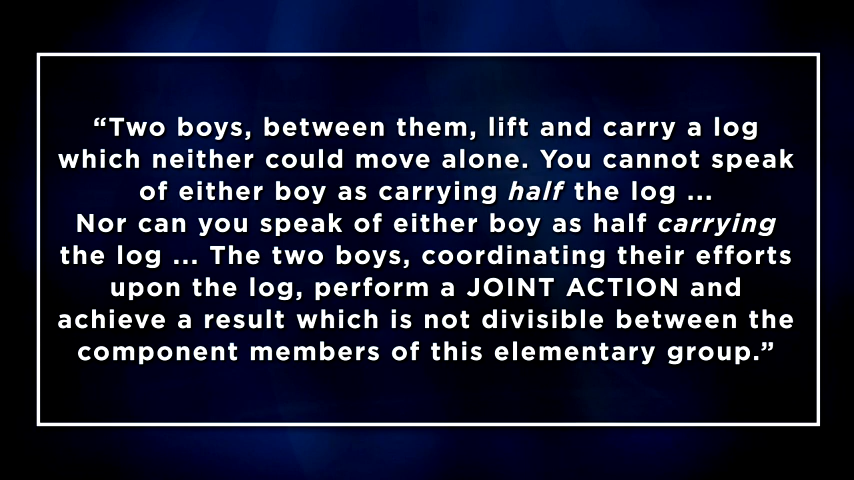 “Two boys, between them, lift and carry a log
which neither could move alone. You cannot speak
of either boy as carrying half the log ...
Nor can you speak of either boy as half carrying
the log ... The two boys, coordinating their efforts
upon the log, perform a JOINT ACTION and
achieve a result which is not divisible between the
component members of this elementary group.”